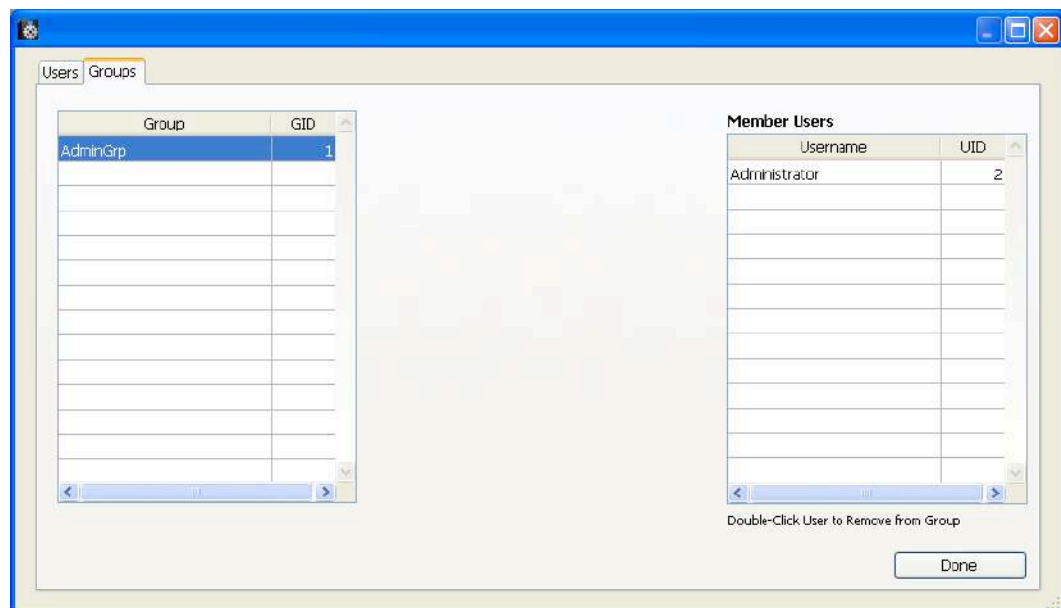 Users Groups
Group GID
AdminGrp 1
Member Users
Username UID
Administrator 2
Double-Click User to Remove from Group
Done